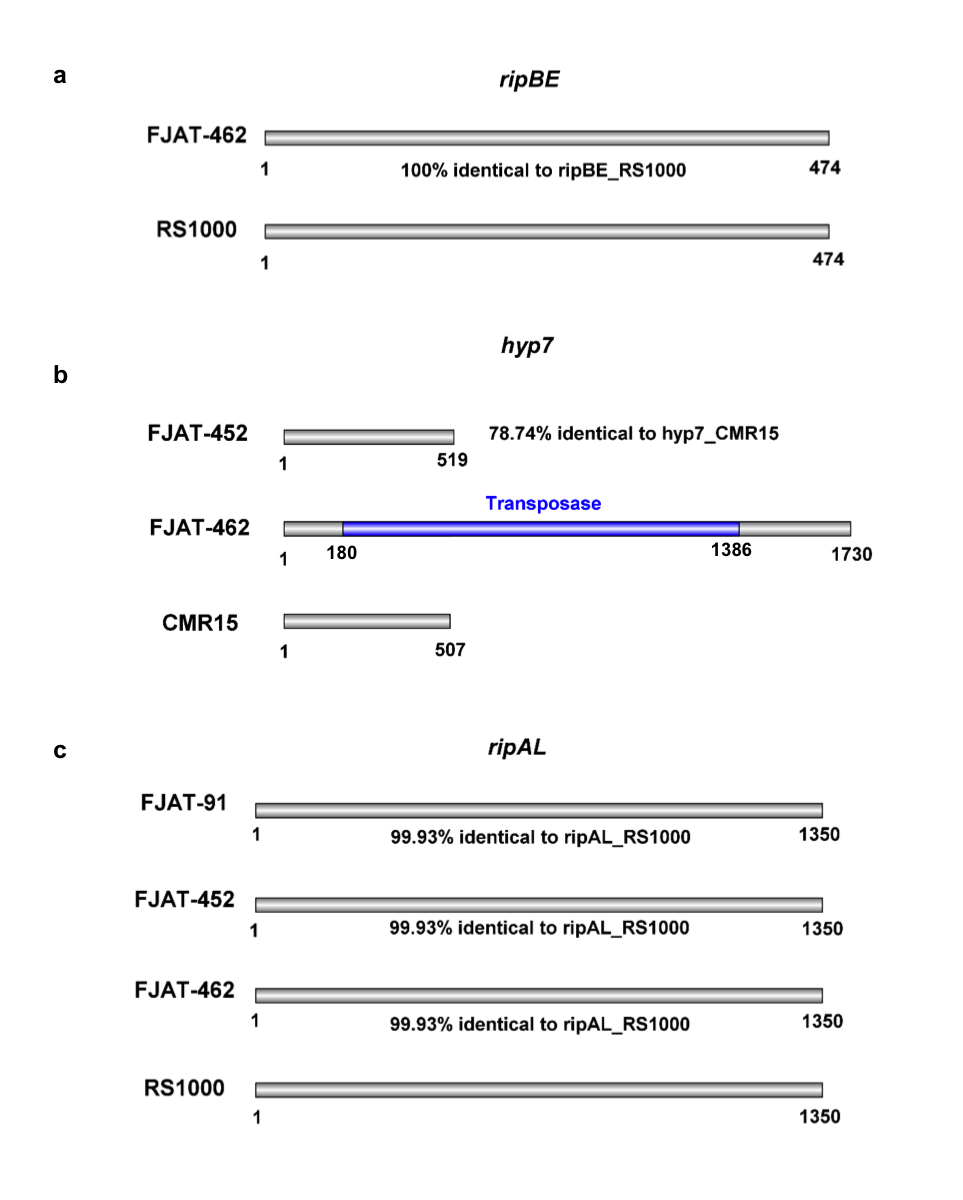 a
ripBE
FJAT-462
1 100% identical to ripBE_RS1000 474
RS1000
1 474
hyp7
b
FJAT-452 78.74% identical to hyp7_CMR15
1 519
Transposase
FJAT-462
1 180 1386 1730
CMR15
1 507
c ripAL
FJAT-91
1 99.93% identical to ripAL_RS1000 1350
FJAT-452
1 99.93% identical to ripAL_RS1000 1350
FJAT-462
1 99.93% identical to ripAL_RS1000 1350
RS1000
1 1350